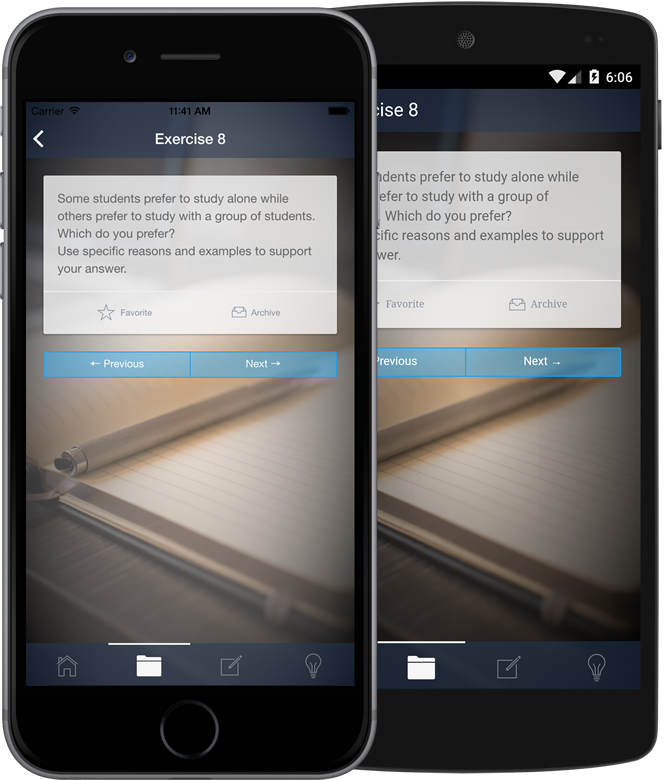 Carrier 11:41 AM
Exercise 8
Some students prefer to study alone while
others prefer to study with a group of students.
Which do you prefer?
Use specific reasons and examples to support
your answer.
Favorite Archive
← Previous Next →
6:06
cise 8
dents prefer to study alone while
efer to study with a group of
. Which do you prefer?
cific reasons and examples to support
wer.
Favorite Archive
Previous Next →